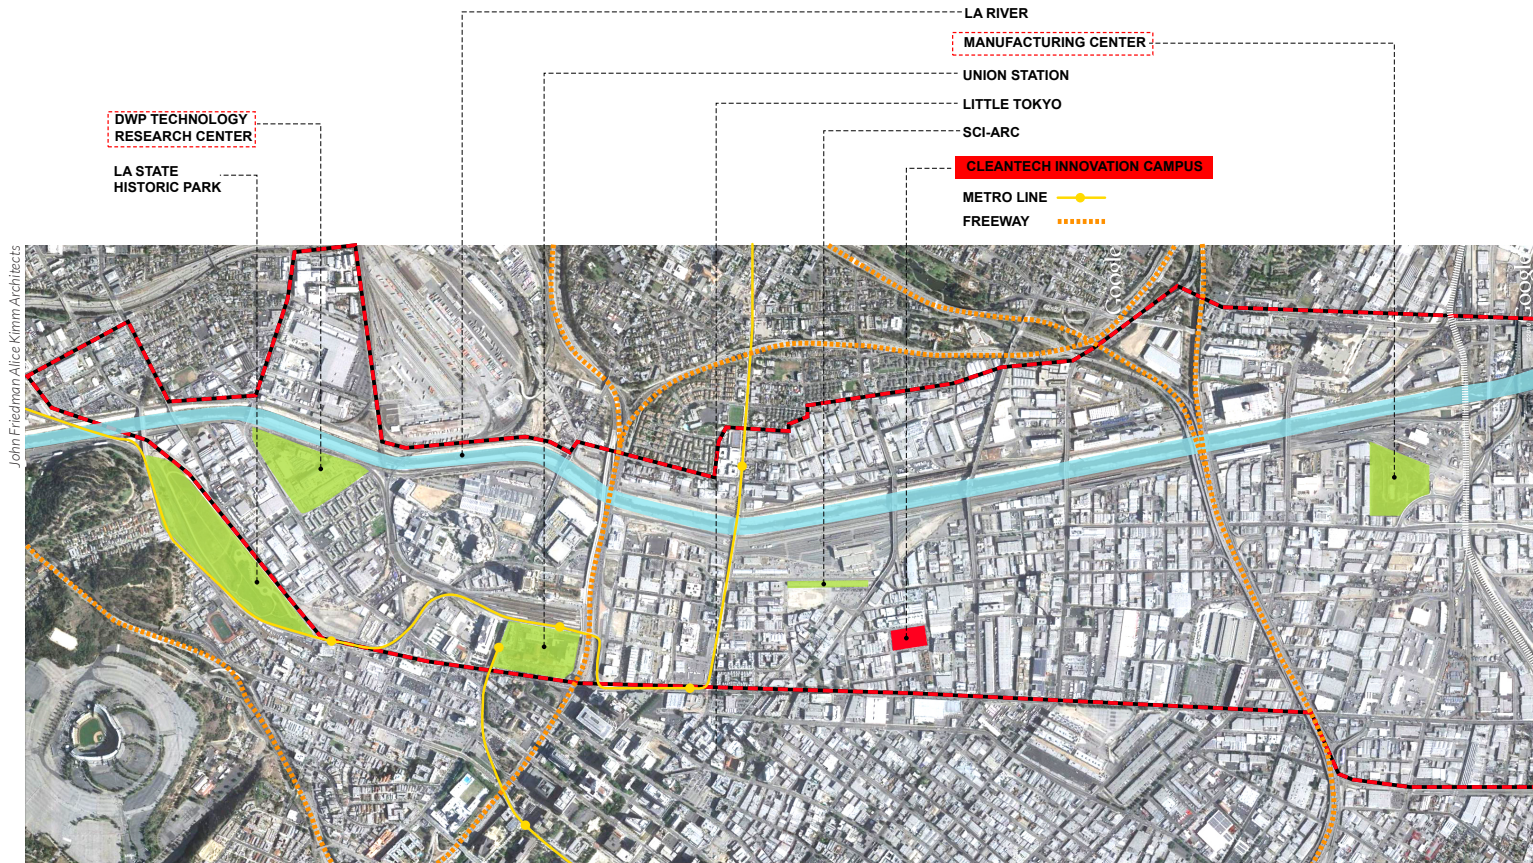 LA RIVER
MANUFACTURING CENTER
UNION STATION
LITTLE TOKYO
SCI-ARC
CLEANTECH INNOVATION CAMPUS
METRO LINE
FREEWAY
DWP TECHNOLOGY
RESEARCH CENTER
LA STATE
HISTORIC PARK
John Friedman Alice Kimm Architects
Google
Google